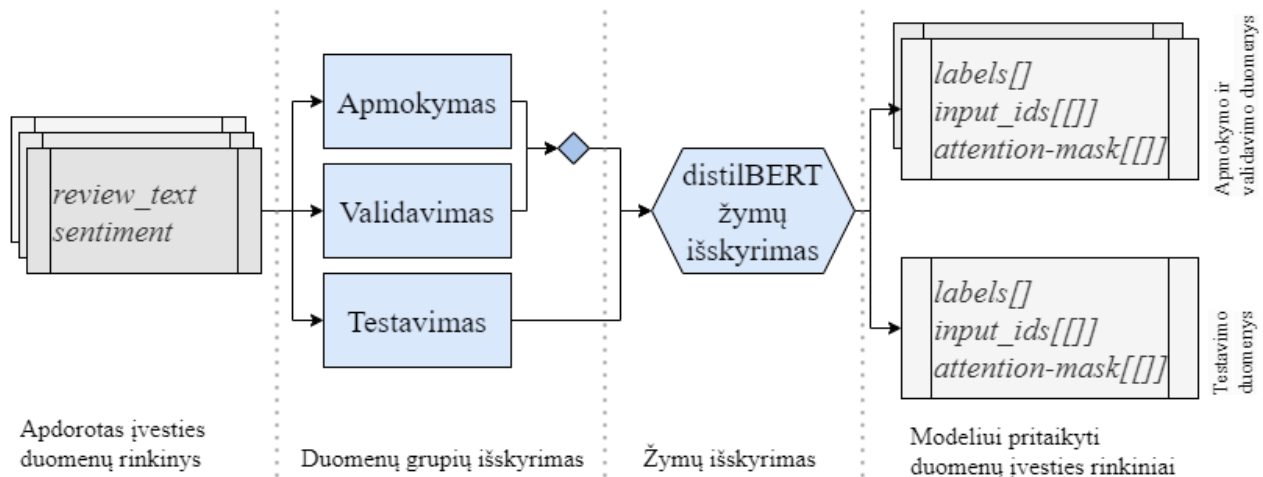 review_text
sentiment
Apmokymas
Validavimas
Testavimas
distilBERT
žymų
išskyrimas
labels[]
input_ids[[]]
attention-mask[[]]
Apmokymo ir
validavimo duomenys
labels[]
input_ids[[]]
attention-mask[[]]
Testavimo
duomenys
Apdorotas įvesties
duomenų rinkinys
Duomenų grupių išskyrimas
Žymų išskyrimas
Modeliui pritaikyti
duomenų įvesties rinkiniai